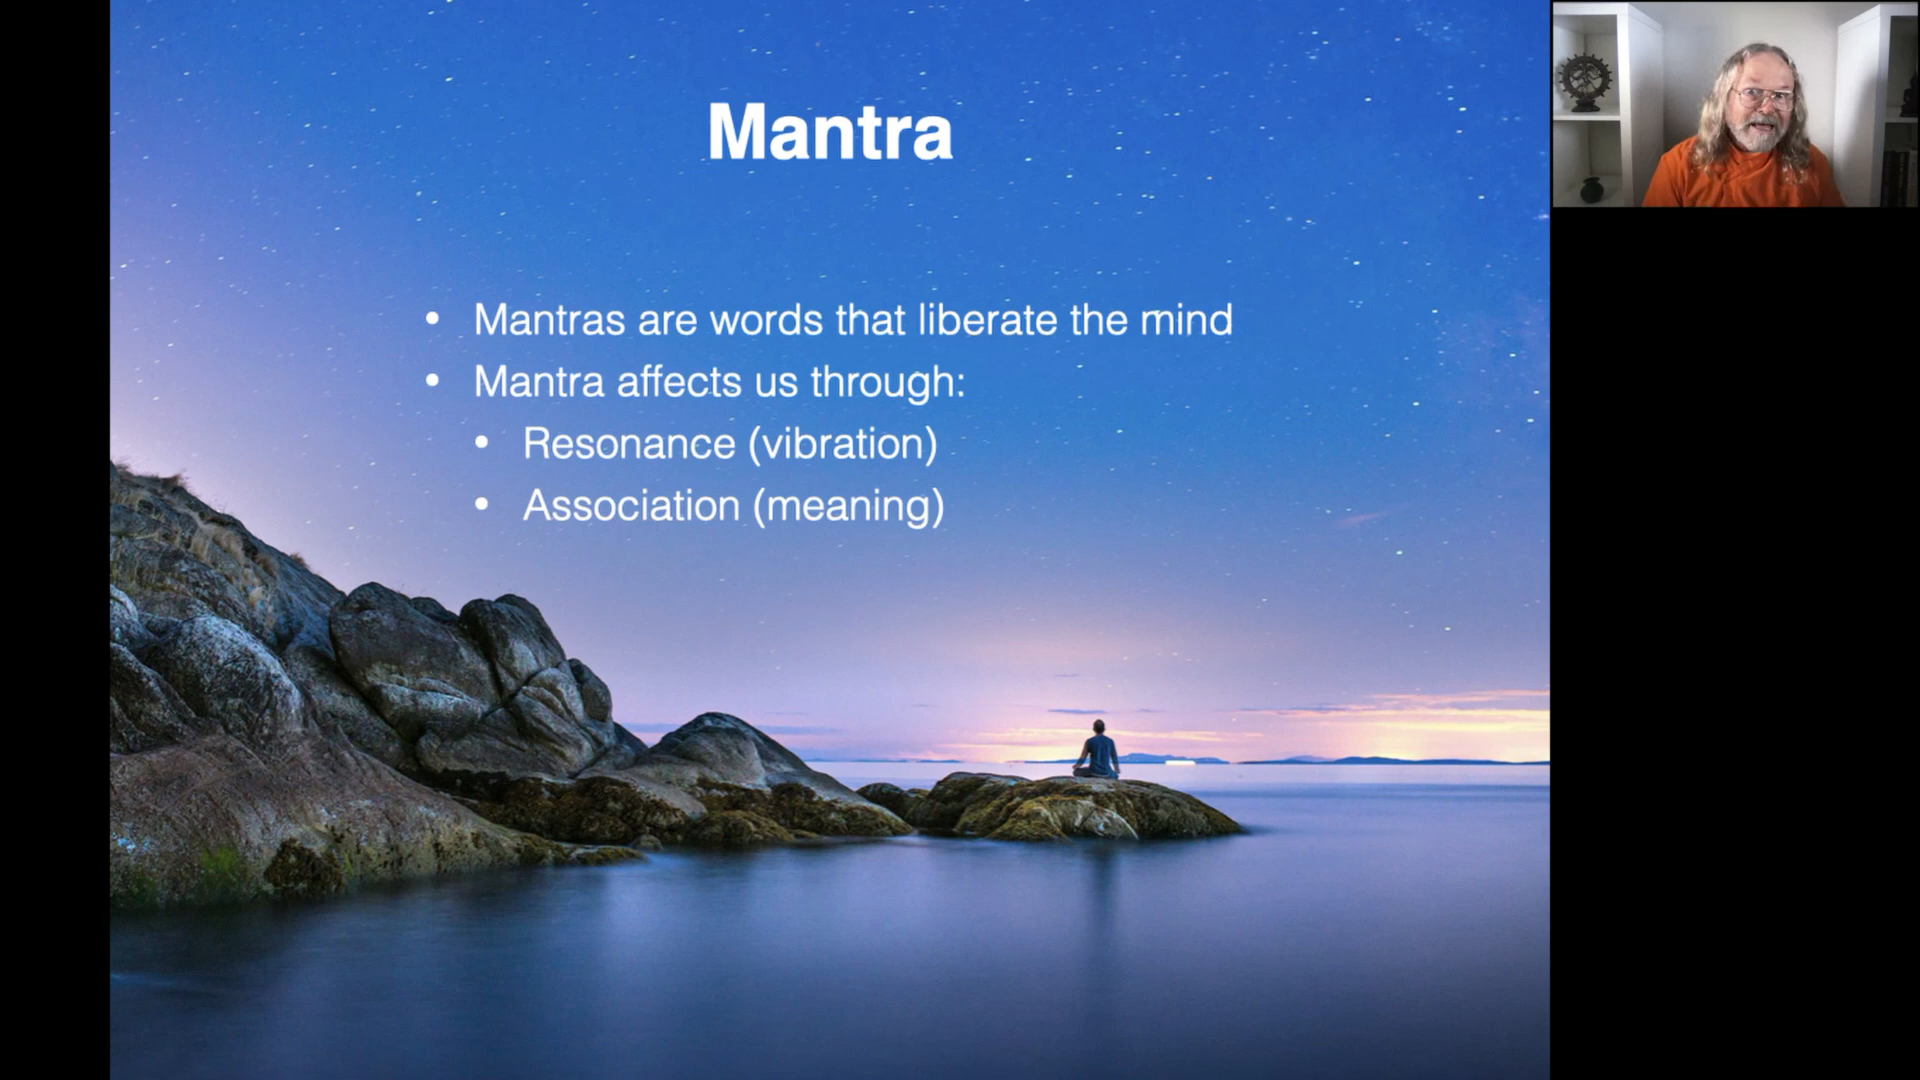 Mantra
• Mantras are words that liberate the mind
• Mantra affects us through:
• Resonance (vibration)
• Association (meaning)